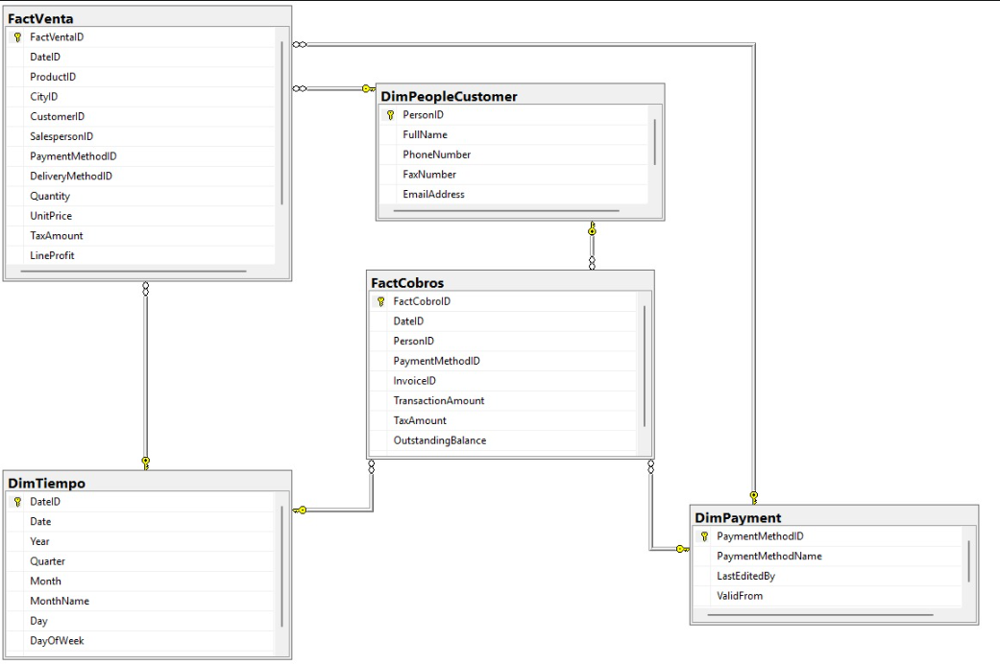 FactVenta
FactVentaID
DateID
ProductID
CityID
CustomerID
SalespersonID
PaymentMethodID
DeliveryMethodID
Quantity
UnitPrice
TaxAmount
LineProfit
DimPeopleCustomer
PersonID
FullName
PhoneNumber
FaxNumber
EmailAddress
FactCobros
FactCobroID
DateID
PersonID
PaymentMethodID
InvoiceID
TransactionAmount
TaxAmount
OutstandingBalance
DimTiempo
DateID
Date
Year
Quarter
Month
MonthName
Day
DayOfWeek
DimPayment
PaymentMethodID
PaymentMethodName
LastEditedBy
ValidFrom